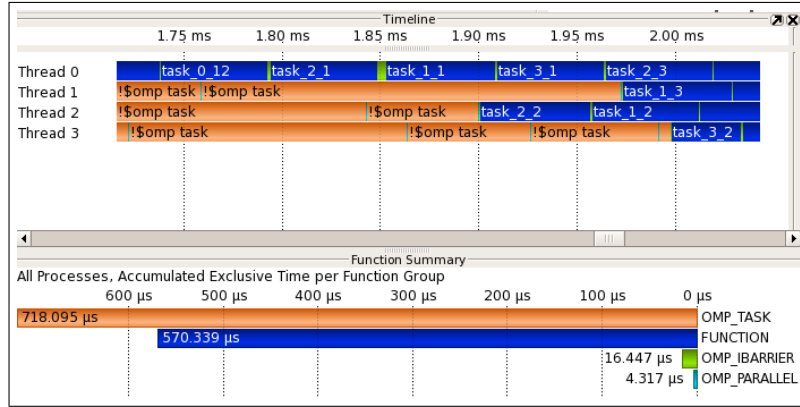 Timeline
1.75 ms 1.80 ms 1.85 ms 1.90 ms 1.95 ms 2.00 ms
Thread 0 task_0_12 task_2_1 task_1_1 task_3_1 task_2_3
Thread 1 !$omp task !$omp task task_1_3
Thread 2 !$omp task !$omp task task_2_2 task_1_2
Thread 3 !$omp task !$omp task !$omp task task_3_2
Function Summary
All Processes, Accumulated Exclusive Time per Function Group
600 µs 500 µs 400 µs 300 µs 200 µs 100 µs 0 µs
718.095 µs OMP_TASK
570.339 µs FUNCTION
16.447 µs OMP_IBARRIER
4.317 µs OMP_PARALLEL